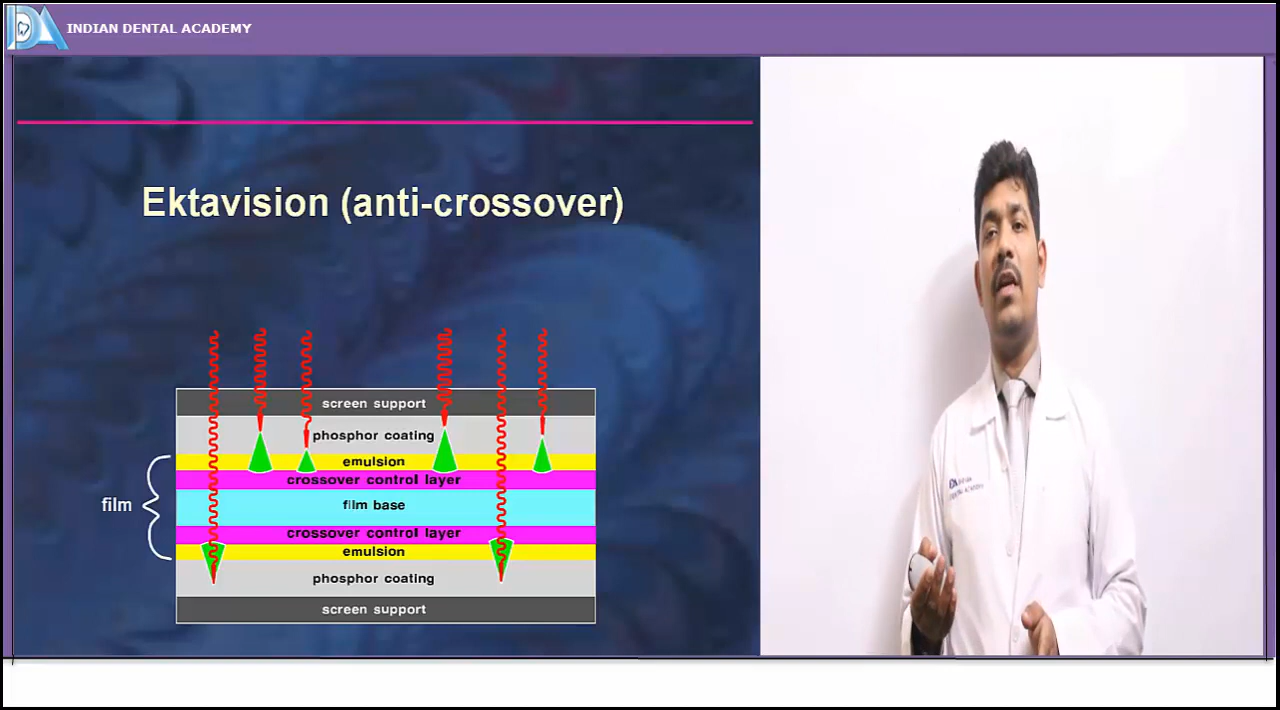 INDIAN DENTAL ACADEMY
Ektavision (anti-crossover)
screen support
phosphor coating
emulsion
crossover control layer
film
film base
crossover control layer
emulsion
phosphor coating
screen support